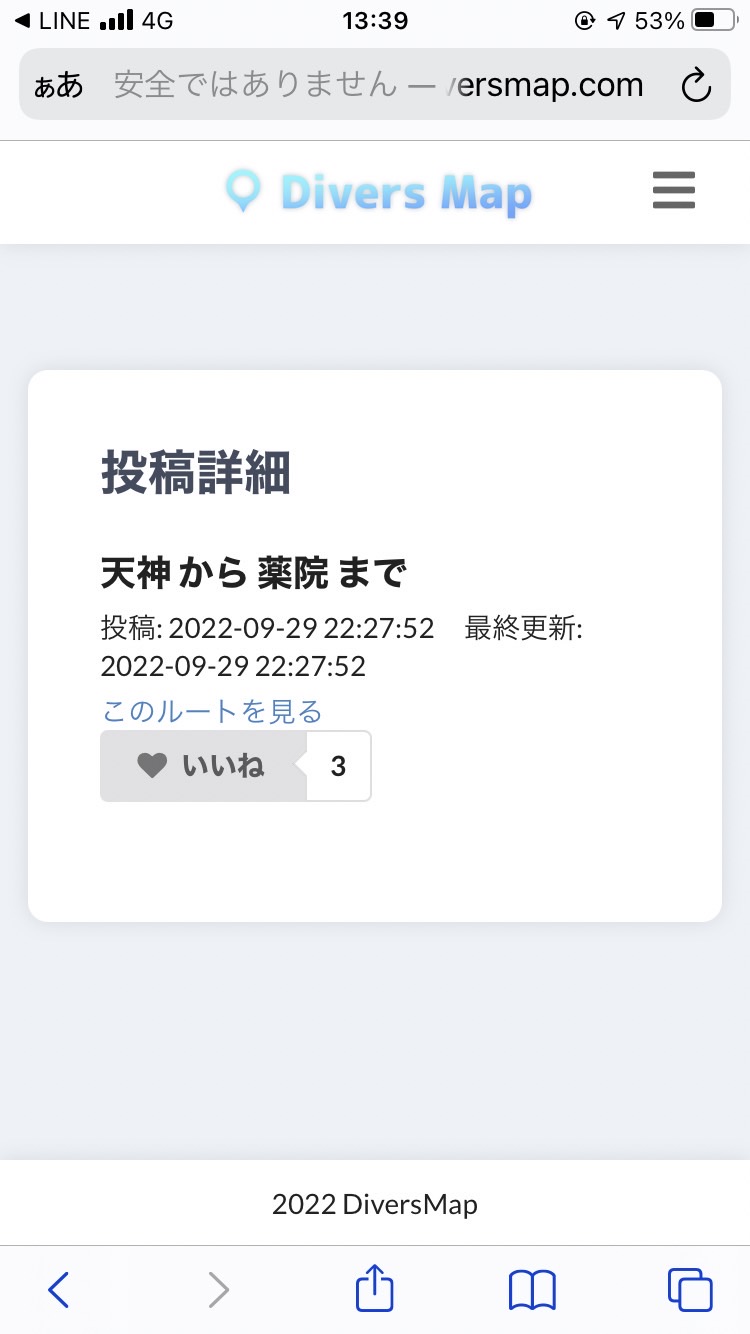 LINE 4G 13:39 53%
ぁあ 安全ではありません — versmap.com
Divers Map
投稿詳細
天神 から 薬院 まで
投稿: 2022-09-29 22:27:52 最終更新:
2022-09-29 22:27:52
このルートを見る
いいね 3
2022 DiversMap